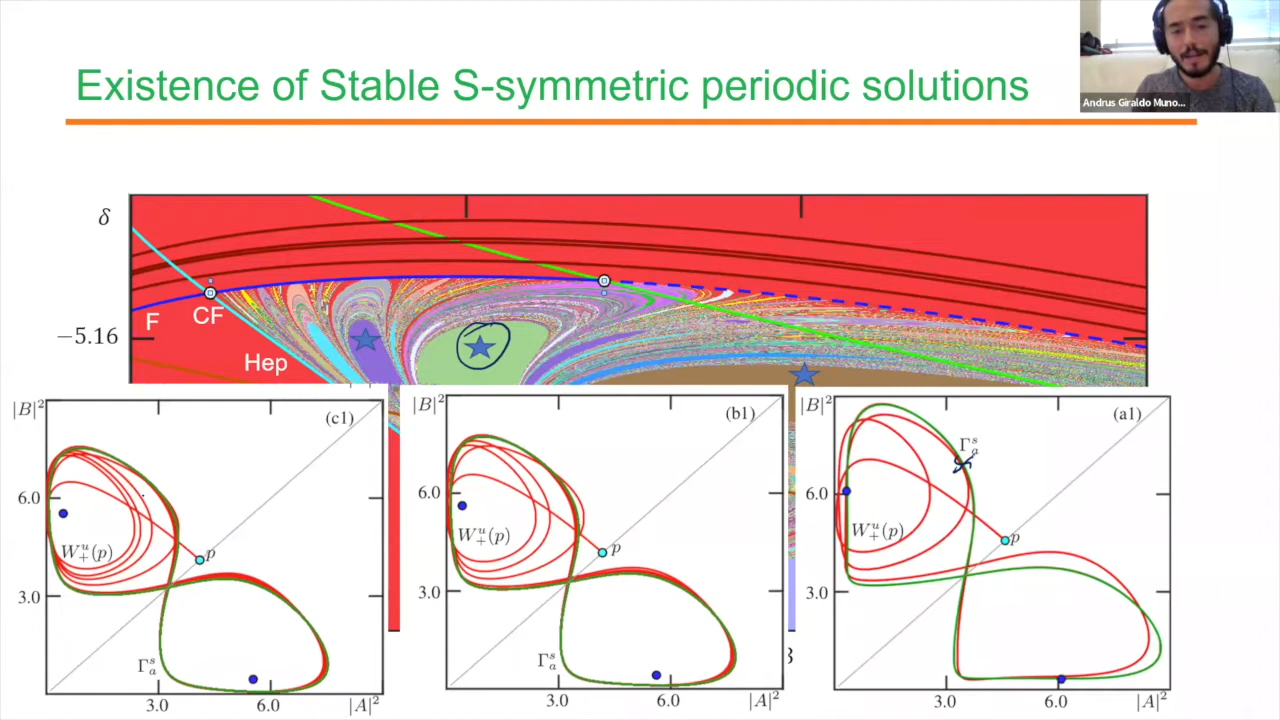 Existence of Stable S-symmetric periodic solutions
Andrus Giraldo Muno...
δ
−5.16
F
CF
Hep
|B|²
(c1)
6.0
W₊ᵘ(p)
p
3.0
Γₐˢ
3.0
6.0
|A|²
|B|²
(b1)
6.0
W₊ᵘ(p)
p
3.0
Γₐˢ
3.0
6.0
|A|²
|B|²
(a1)
Γₐˢ
6.0
W₊ᵘ(p)
p
3.0
3.0
6.0
|A|²